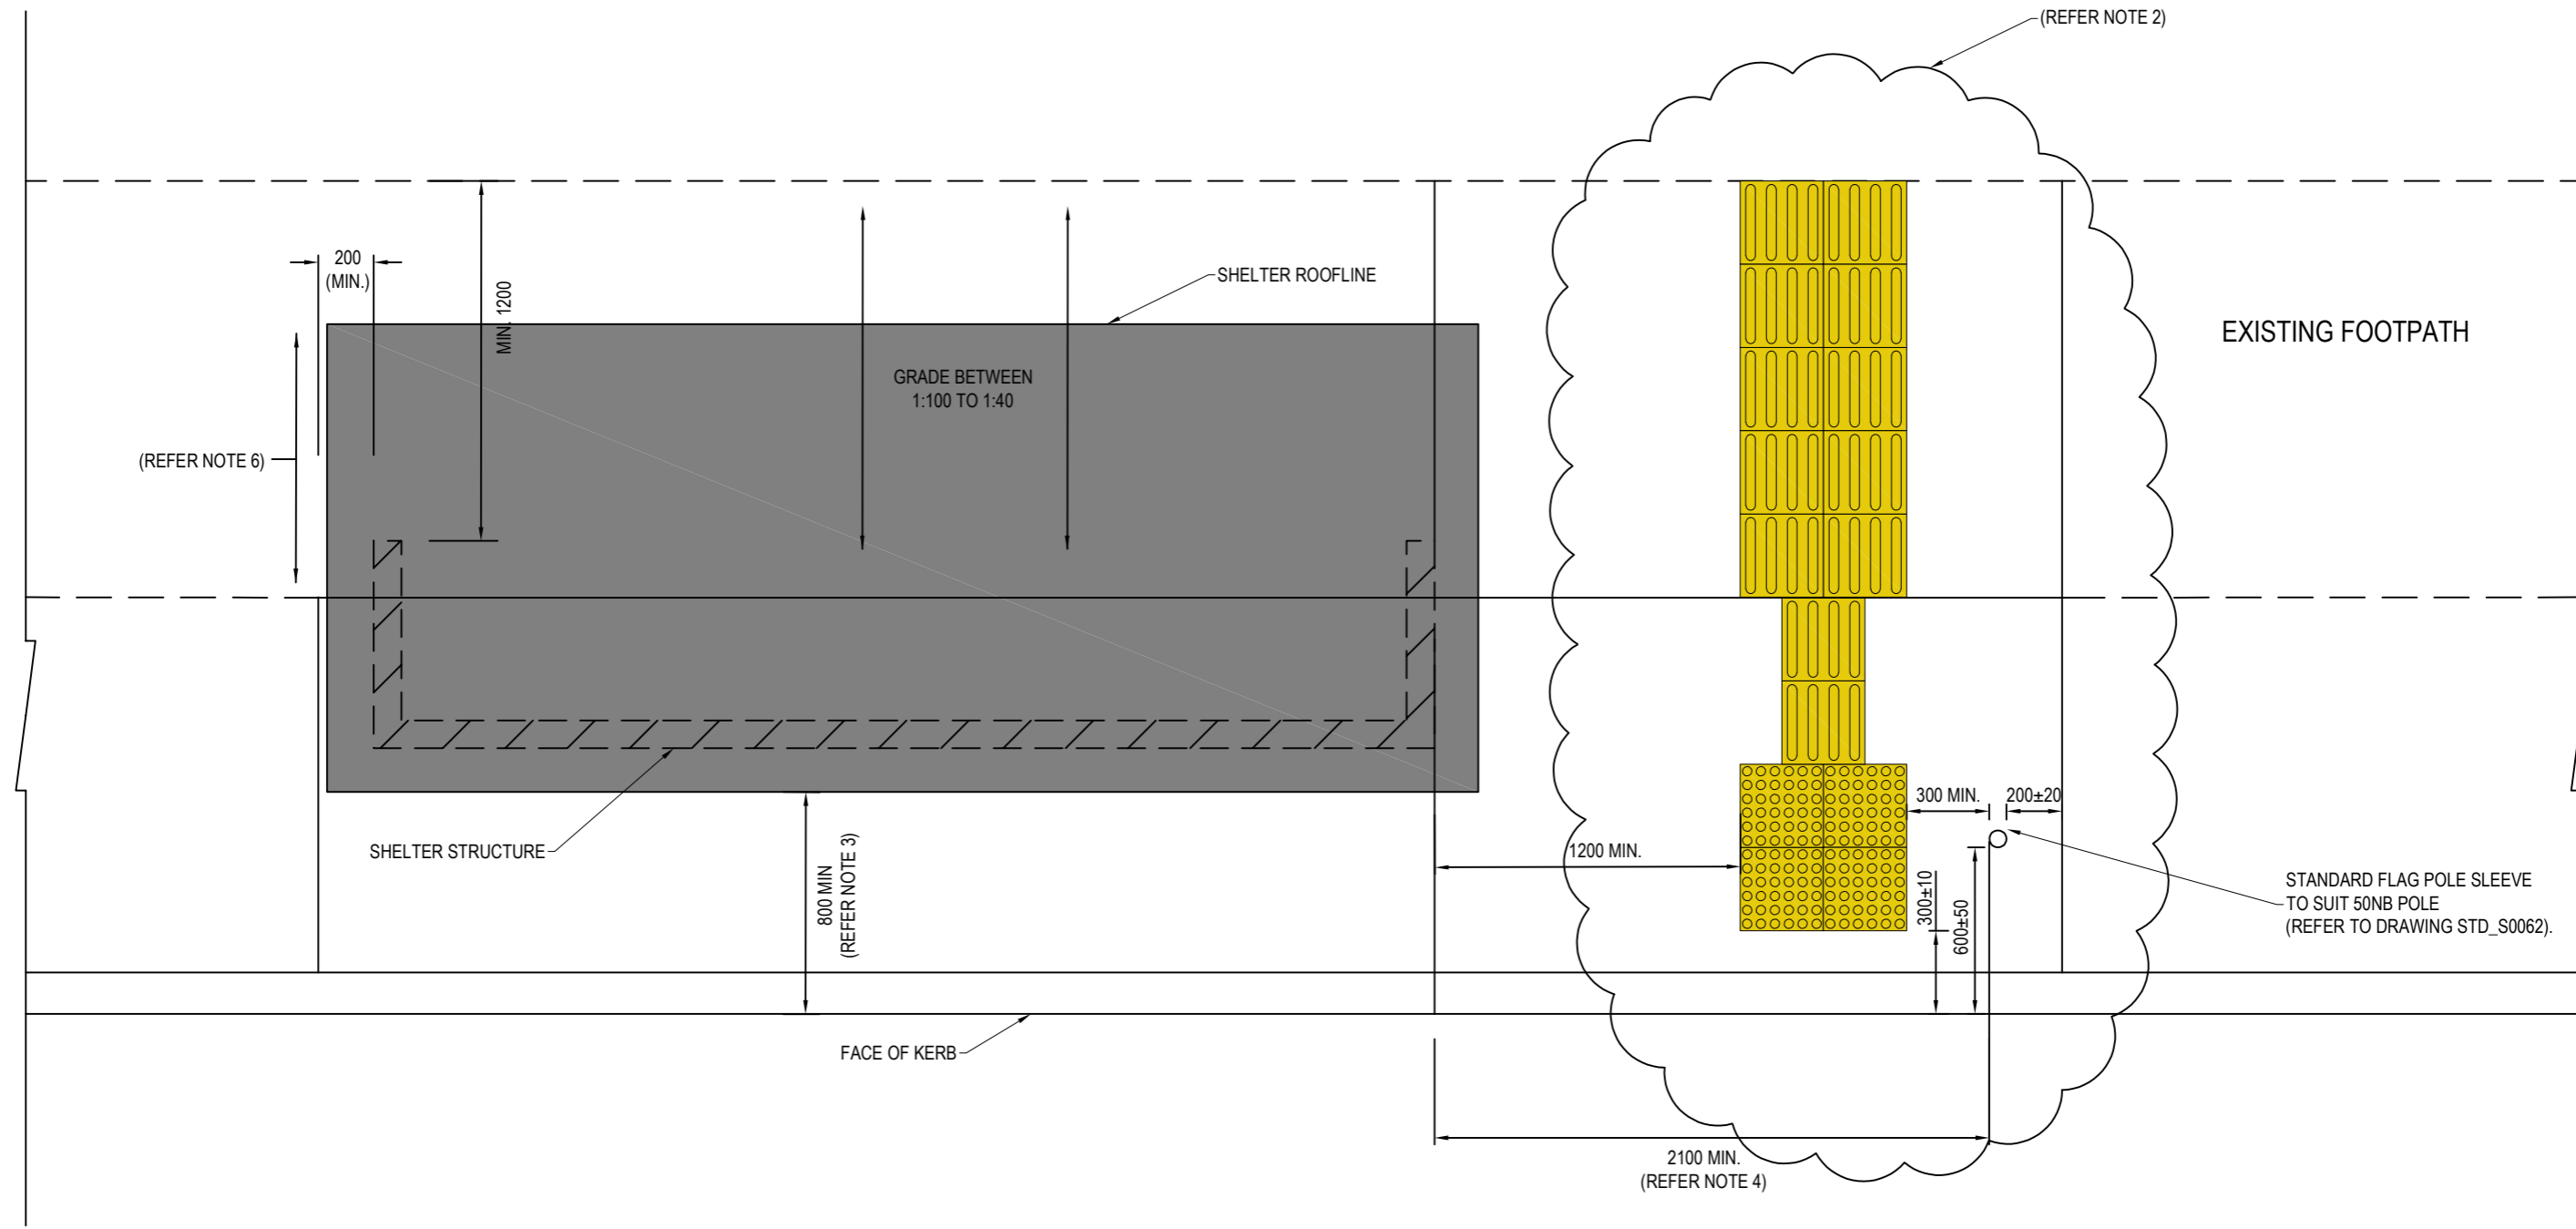 (REFER NOTE 2)
200
(MIN.)
MIN. 1200
SHELTER ROOFLINE
EXISTING FOOTPATH
GRADE BETWEEN
1:100 TO 1:40
(REFER NOTE 6)
300 MIN.
200±20
SHELTER STRUCTURE
800 MIN
(REFER NOTE 3)
1200 MIN.
300±10
600±50
STANDARD FLAG POLE SLEEVE
TO SUIT 50NB POLE
(REFER TO DRAWING STD_S0062).
FACE OF KERB
2100 MIN.
(REFER NOTE 4)